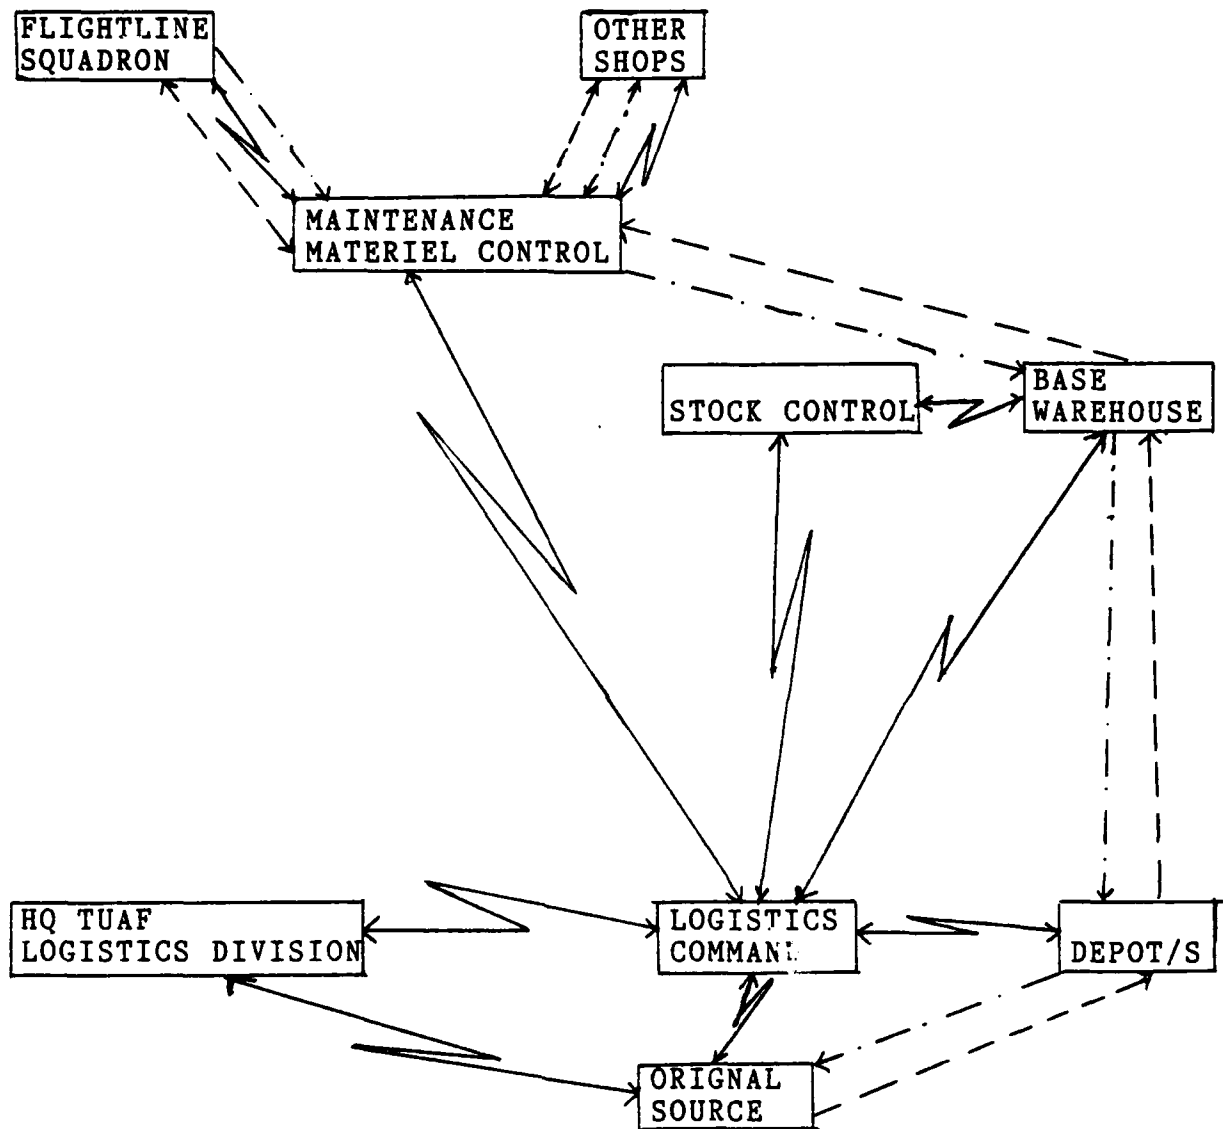 FLIGHTLINE
SQUADRON
OTHER
SHOPS
MAINTENANCE
MATERIEL CONTROL
STOCK CONTROL
BASE
WAREHOUSE
HQ TUAF
LOGISTICS DIVISION
LOGISTICS
COMMAND
DEPOT/S
ORIGNAL
SOURCE